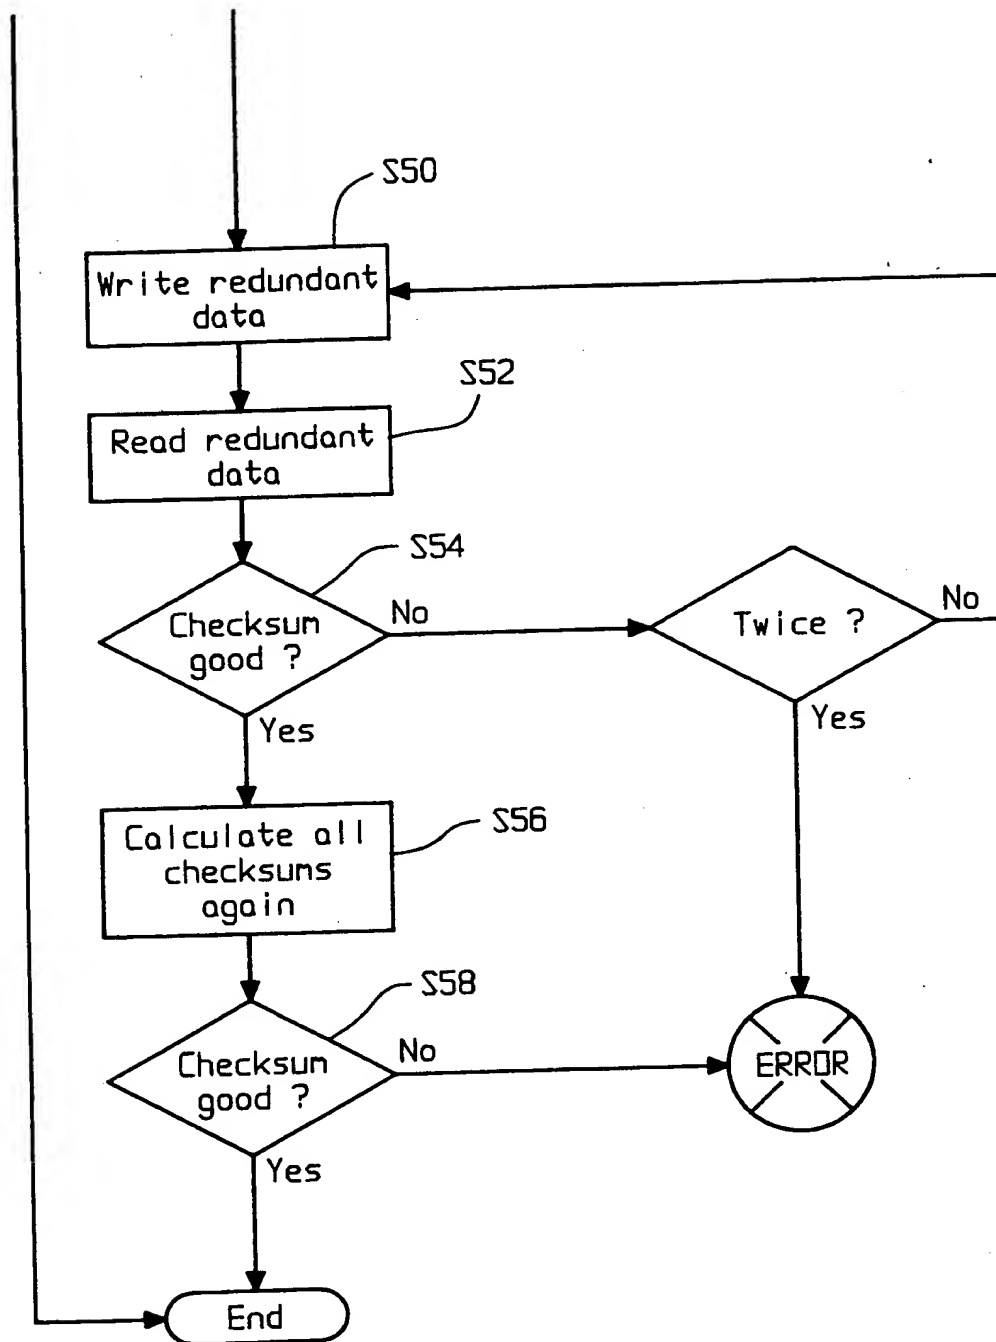 S50
Write redundant
data
S52
Read redundant
data
S54
Checksum
good ?
No
Twice ?
No
Yes
Yes
Calculate all
checksums
again
S56
S58
Checksum
good ?
No
ERROR
Yes
End